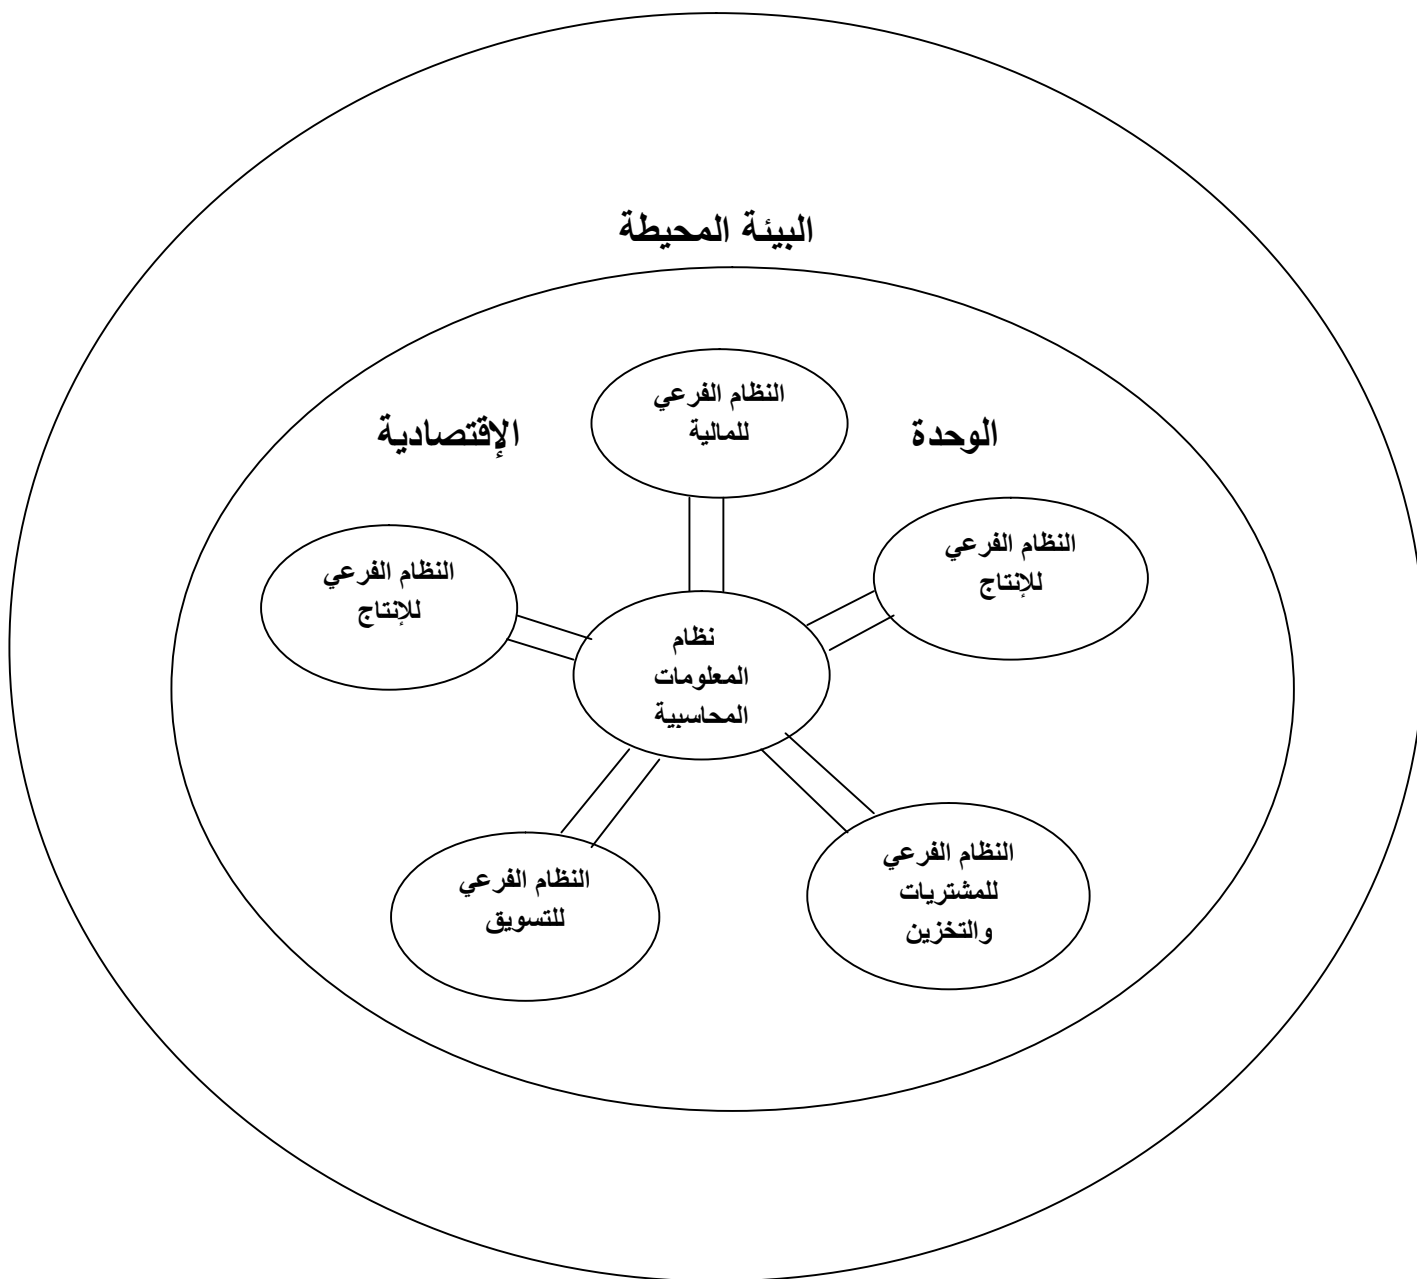 البيئة المحيطة
النظام الفرعي
للمالية
الوحدة
الإقتصادية
النظام الفرعي
للإنتاج
النظام الفرعي
للإنتاج
نظام
المعلومات
المحاسبية
النظام الفرعي
للمشتريات
والتخزين
النظام الفرعي
للتسويق